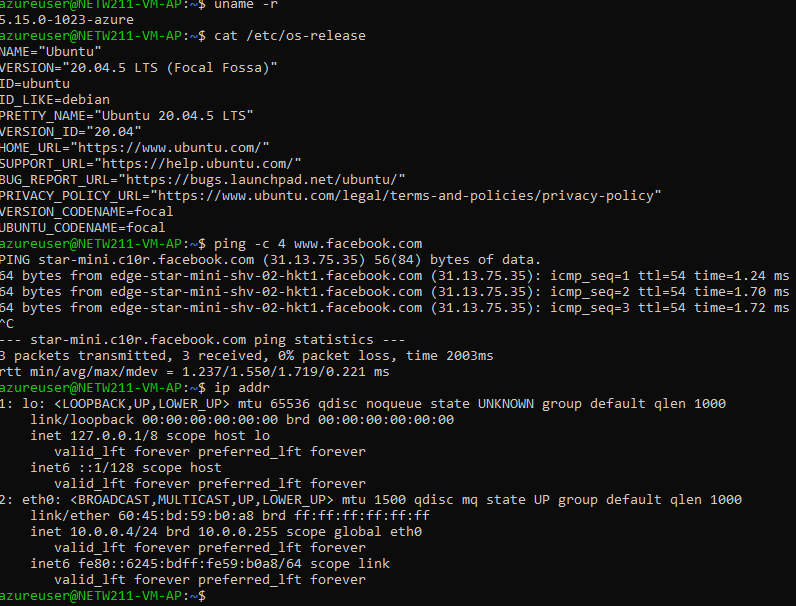 azureuser@NETW211-VM-AP:~$ uname -r
5.15.0-1023-azure
azureuser@NETW211-VM-AP:~$ cat /etc/os-release
NAME="Ubuntu"
VERSION="20.04.5 LTS (Focal Fossa)"
ID=ubuntu
ID_LIKE=debian
PRETTY_NAME="Ubuntu 20.04.5 LTS"
VERSION_ID="20.04"
HOME_URL="https://www.ubuntu.com/"
SUPPORT_URL="https://help.ubuntu.com/"
BUG_REPORT_URL="https://bugs.launchpad.net/ubuntu/"
PRIVACY_POLICY_URL="https://www.ubuntu.com/legal/terms-and-policies/privacy-policy"
VERSION_CODENAME=focal
UBUNTU_CODENAME=focal
azureuser@NETW211-VM-AP:~$ ping -c 4 www.facebook.com
PING star-mini.c10r.facebook.com (31.13.75.35) 56(84) bytes of data.
64 bytes from edge-star-mini-shv-02-hkt1.facebook.com (31.13.75.35): icmp_seq=1 ttl=54 time=1.24 ms
64 bytes from edge-star-mini-shv-02-hkt1.facebook.com (31.13.75.35): icmp_seq=2 ttl=54 time=1.70 ms
64 bytes from edge-star-mini-shv-02-hkt1.facebook.com (31.13.75.35): icmp_seq=3 ttl=54 time=1.72 ms
^C
--- star-mini.c10r.facebook.com ping statistics ---
3 packets transmitted, 3 received, 0% packet loss, time 2003ms
rtt min/avg/max/mdev = 1.237/1.550/1.719/0.221 ms
azureuser@NETW211-VM-AP:~$ ip addr
1: lo: <LOOPBACK,UP,LOWER_UP> mtu 65536 qdisc noqueue state UNKNOWN group default qlen 1000
    link/loopback 00:00:00:00:00:00 brd 00:00:00:00:00:00
    inet 127.0.0.1/8 scope host lo
       valid_lft forever preferred_lft forever
    inet6 ::1/128 scope host
       valid_lft forever preferred_lft forever
2: eth0: <BROADCAST,MULTICAST,UP,LOWER_UP> mtu 1500 qdisc mq state UP group default qlen 1000
    link/ether 60:45:bd:59:b0:a8 brd ff:ff:ff:ff:ff:ff
    inet 10.0.0.4/24 brd 10.0.0.255 scope global eth0
       valid_lft forever preferred_lft forever
    inet6 fe80::6245:bdff:fe59:b0a8/64 scope link
       valid_lft forever preferred_lft forever
azureuser@NETW211-VM-AP:~$